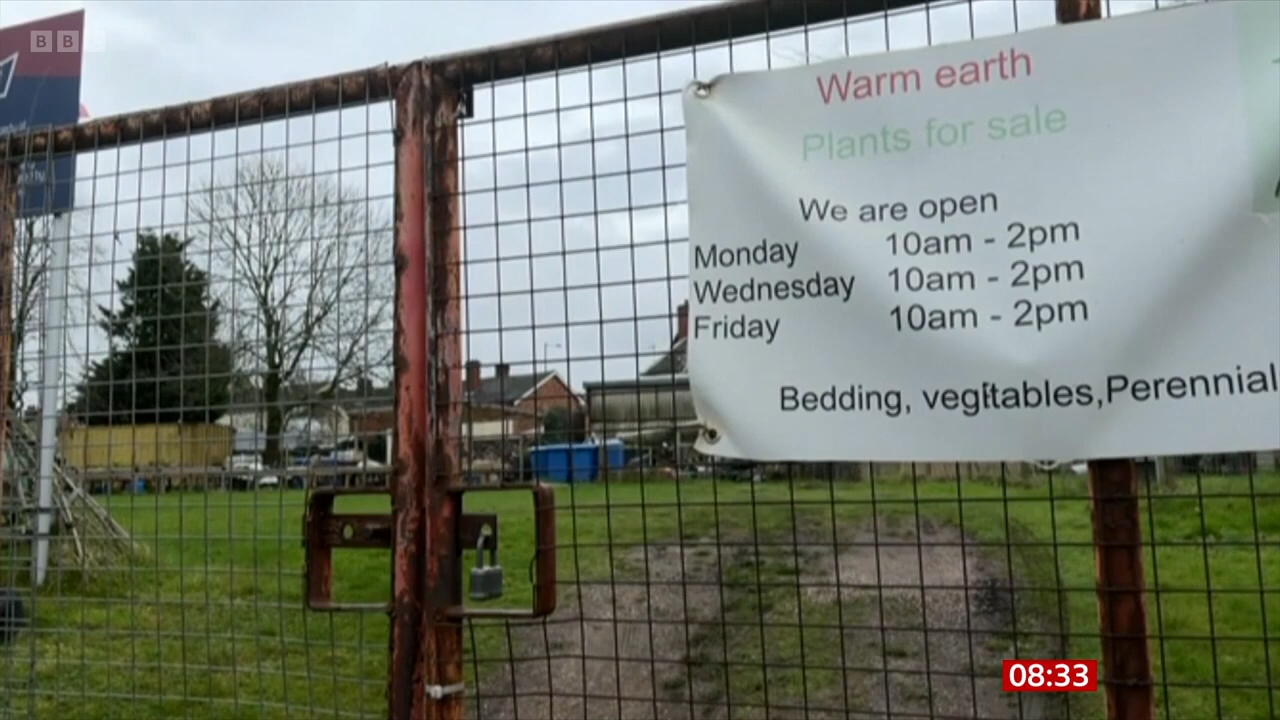 BBC
Warm earth
Plants for sale
We are open
Monday 10am - 2pm
Wednesday 10am - 2pm
Friday 10am - 2pm
Bedding, vegitables,Perennial
08:33